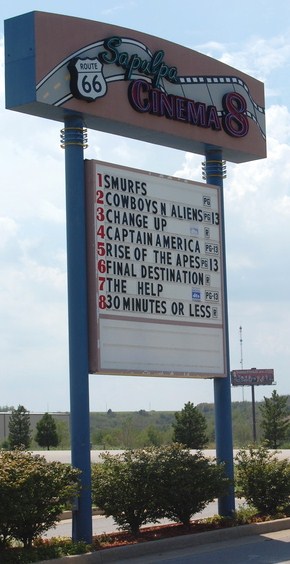 ROUTE
66
Sapulpa
CINEMA 8
1 SMURFS PG
2 COWBOYS N ALIENS PG 13
3 CHANGE UP R
4 CAPTAIN AMERICA PG-13
5 RISE OF THE APES PG 13
6 FINAL DESTINATION R
7 THE HELP PG-13
8 30 MINUTES OR LESS R